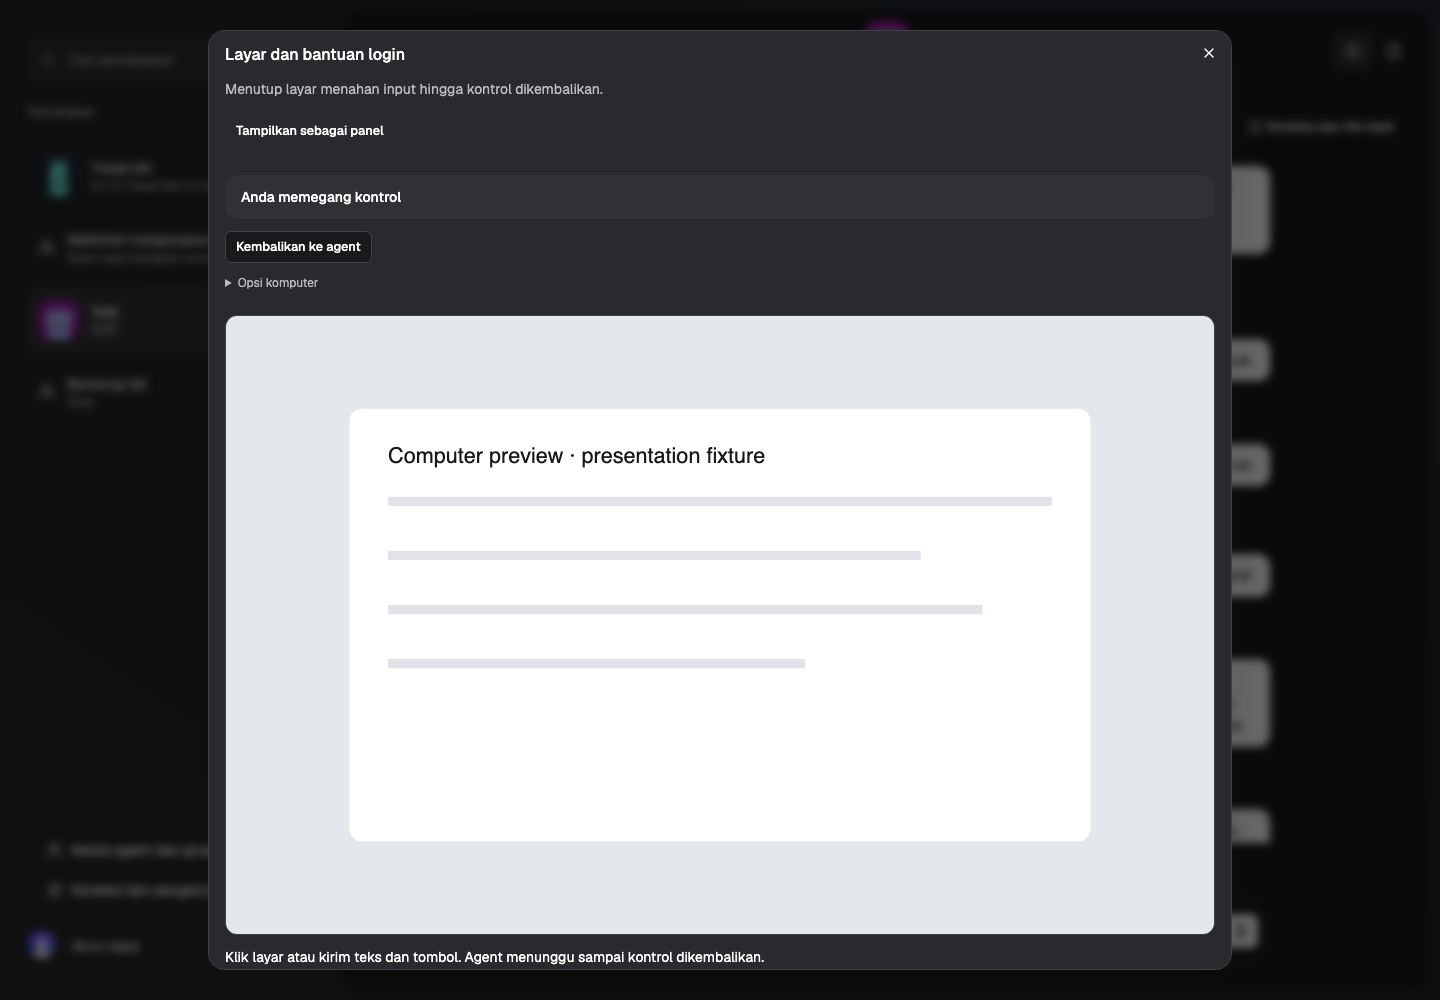 Layar dan bantuan login
Menutup layar menahan input hingga kontrol dikembalikan.
Tampilkan sebagai panel
Anda memegang kontrol
Kembalikan ke agent
Opsi komputer
Computer preview · presentation fixture
Klik layar atau kirim teks dan tombol. Agent menunggu sampai kontrol dikembalikan.